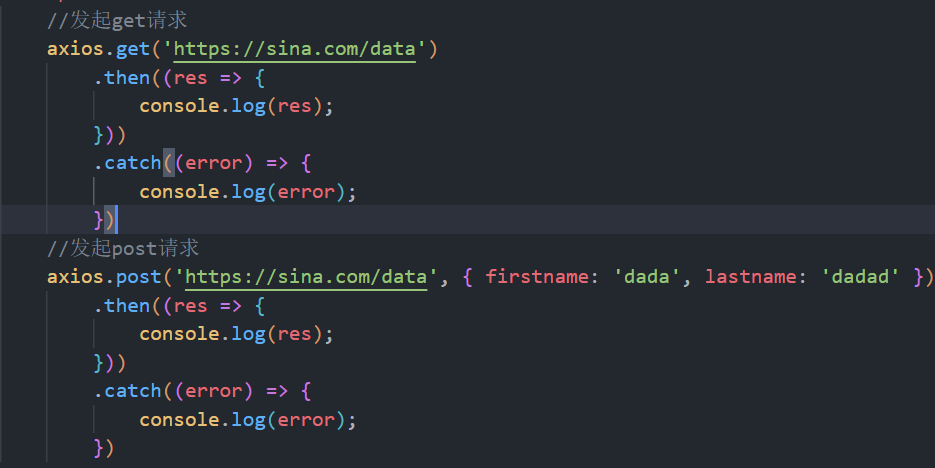 //发起get请求
axios.get('https://sina.com/data')
.then((res => {
console.log(res);
}))
.catch((error) => {
console.log(error);
})
//发起post请求
axios.post('https://sina.com/data', { firstname: 'dada', lastname: 'dadad' })
.then((res => {
console.log(res);
}))
.catch((error) => {
console.log(error);
})